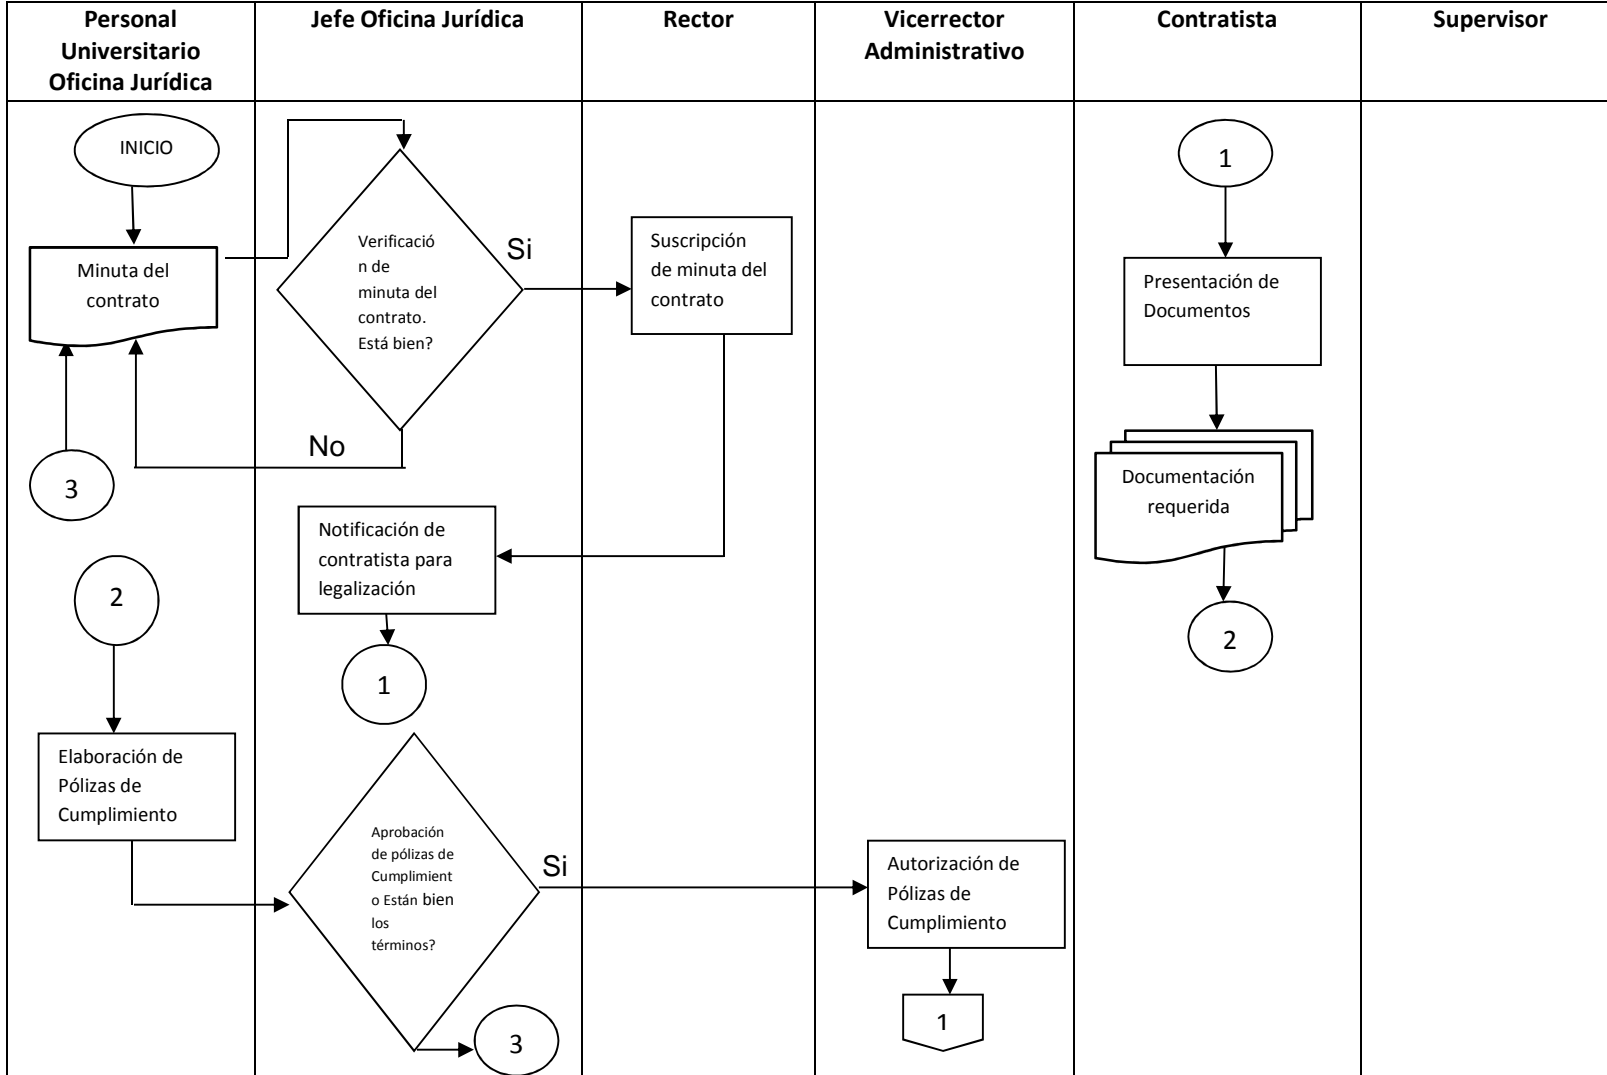 Personal
Universitario
Oficina Jurídica
Jefe Oficina Jurídica
Rector
Vicerrector
Administrativo
Contratista
Supervisor
INICIO
Minuta del
contrato
3
2
Elaboración de
Pólizas de
Cumplimiento
Verificació
n de
minuta del
contrato.
Está bien?
Si
No
Notificación de
contratista para
legalización
1
Aprobación
de pólizas de
Cumplimient
o Están bien
los
términos?
Si
3
Suscripción
de minuta del
contrato
Autorización de
Pólizas de
Cumplimiento
1
1
Presentación de
Documentos
Documentación
requerida
2